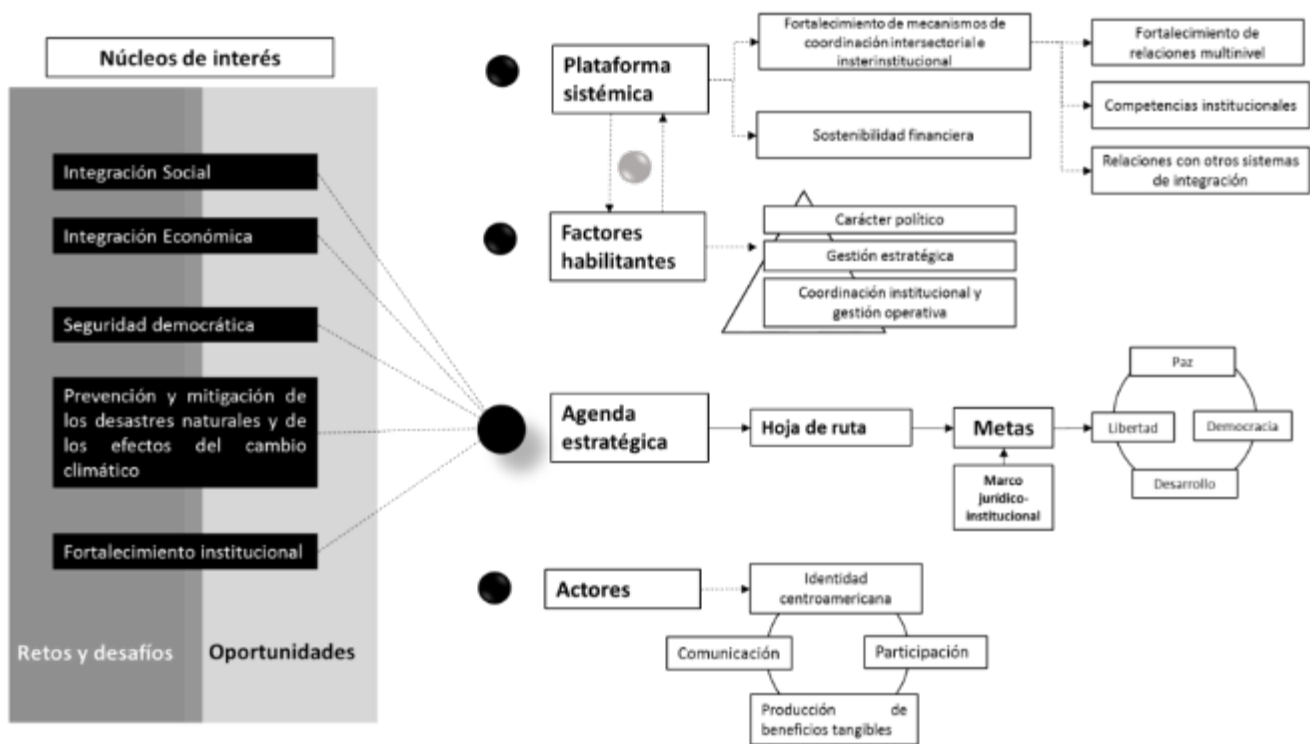 Núcleos de interés
Integración Social
Integración Económica
Seguridad democrática
Prevención y mitigación de
los desastres naturales y de
los efectos del cambio
climático
Fortalecimiento institucional
Retos y desafíos
Oportunidades
Plataforma
sistémica
Fortalecimiento de mecanismos de
coordinación intersectorial e
insterinstitucional
Sostenibilidad financiera
Fortalecimiento de
relaciones multinivel
Competencias institucionales
Relaciones con otros sistemas
de integración
Factores
habilitantes
Carácter político
Gestión estratégica
Coordinación institucional y
gestión operativa
Agenda
estratégica
Hoja de ruta
Metas
Marco
jurídico-
institucional
Paz
Libertad
Democracia
Desarrollo
Actores
Identidad
centroamericana
Comunicación
Participación
Producción de
beneficios tangibles